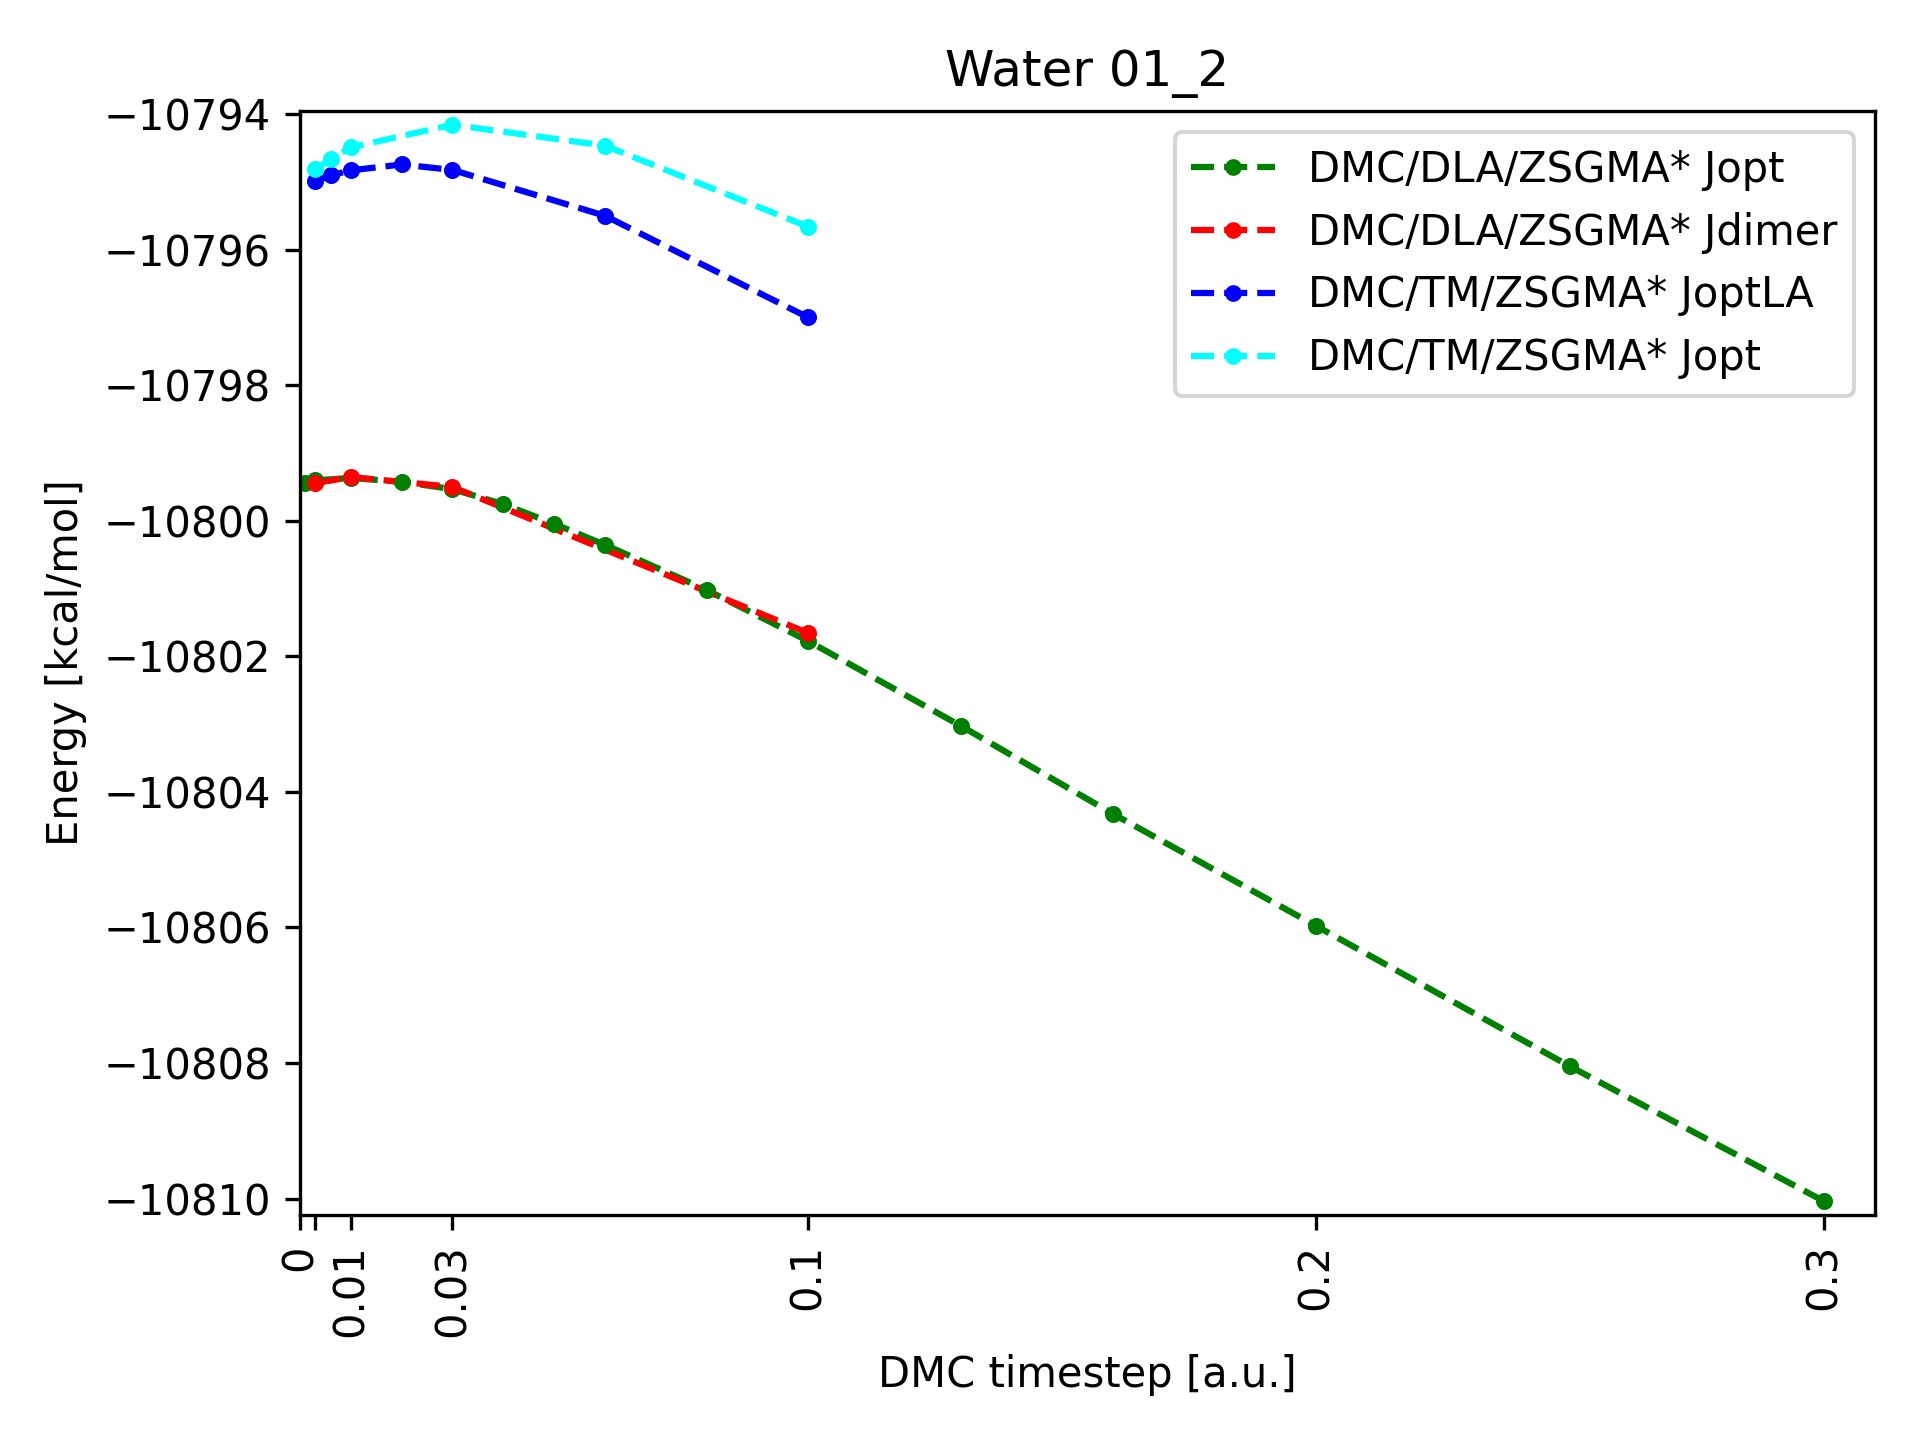 Water 01_2
−10794
−10796
−10798
−10800
−10802
−10804
−10806
−10808
−10810
Energy [kcal/mol]
DMC/DLA/ZSGMA* Jopt
DMC/DLA/ZSGMA* Jdimer
DMC/TM/ZSGMA* JoptLA
DMC/TM/ZSGMA* Jopt
0
0.01
0.03
0.1
0.2
0.3
DMC timestep [a.u.]